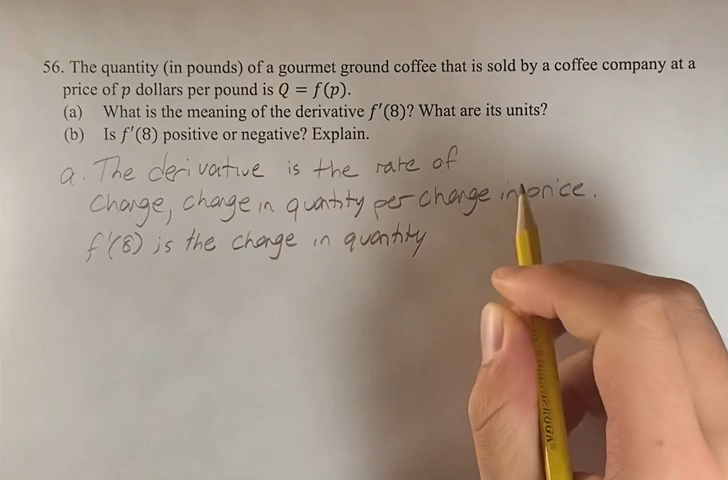 56. The quantity (in pounds) of a gourmet ground coffee that is sold by a coffee company at a
price of p dollars per pound is Q = f(p).
(a) What is the meaning of the derivative f′(8)? What are its units?
(b) Is f′(8) positive or negative? Explain.
a. The derivative is the rate of
change, change in quantity per change in price.
f'(8) is the change in quantity